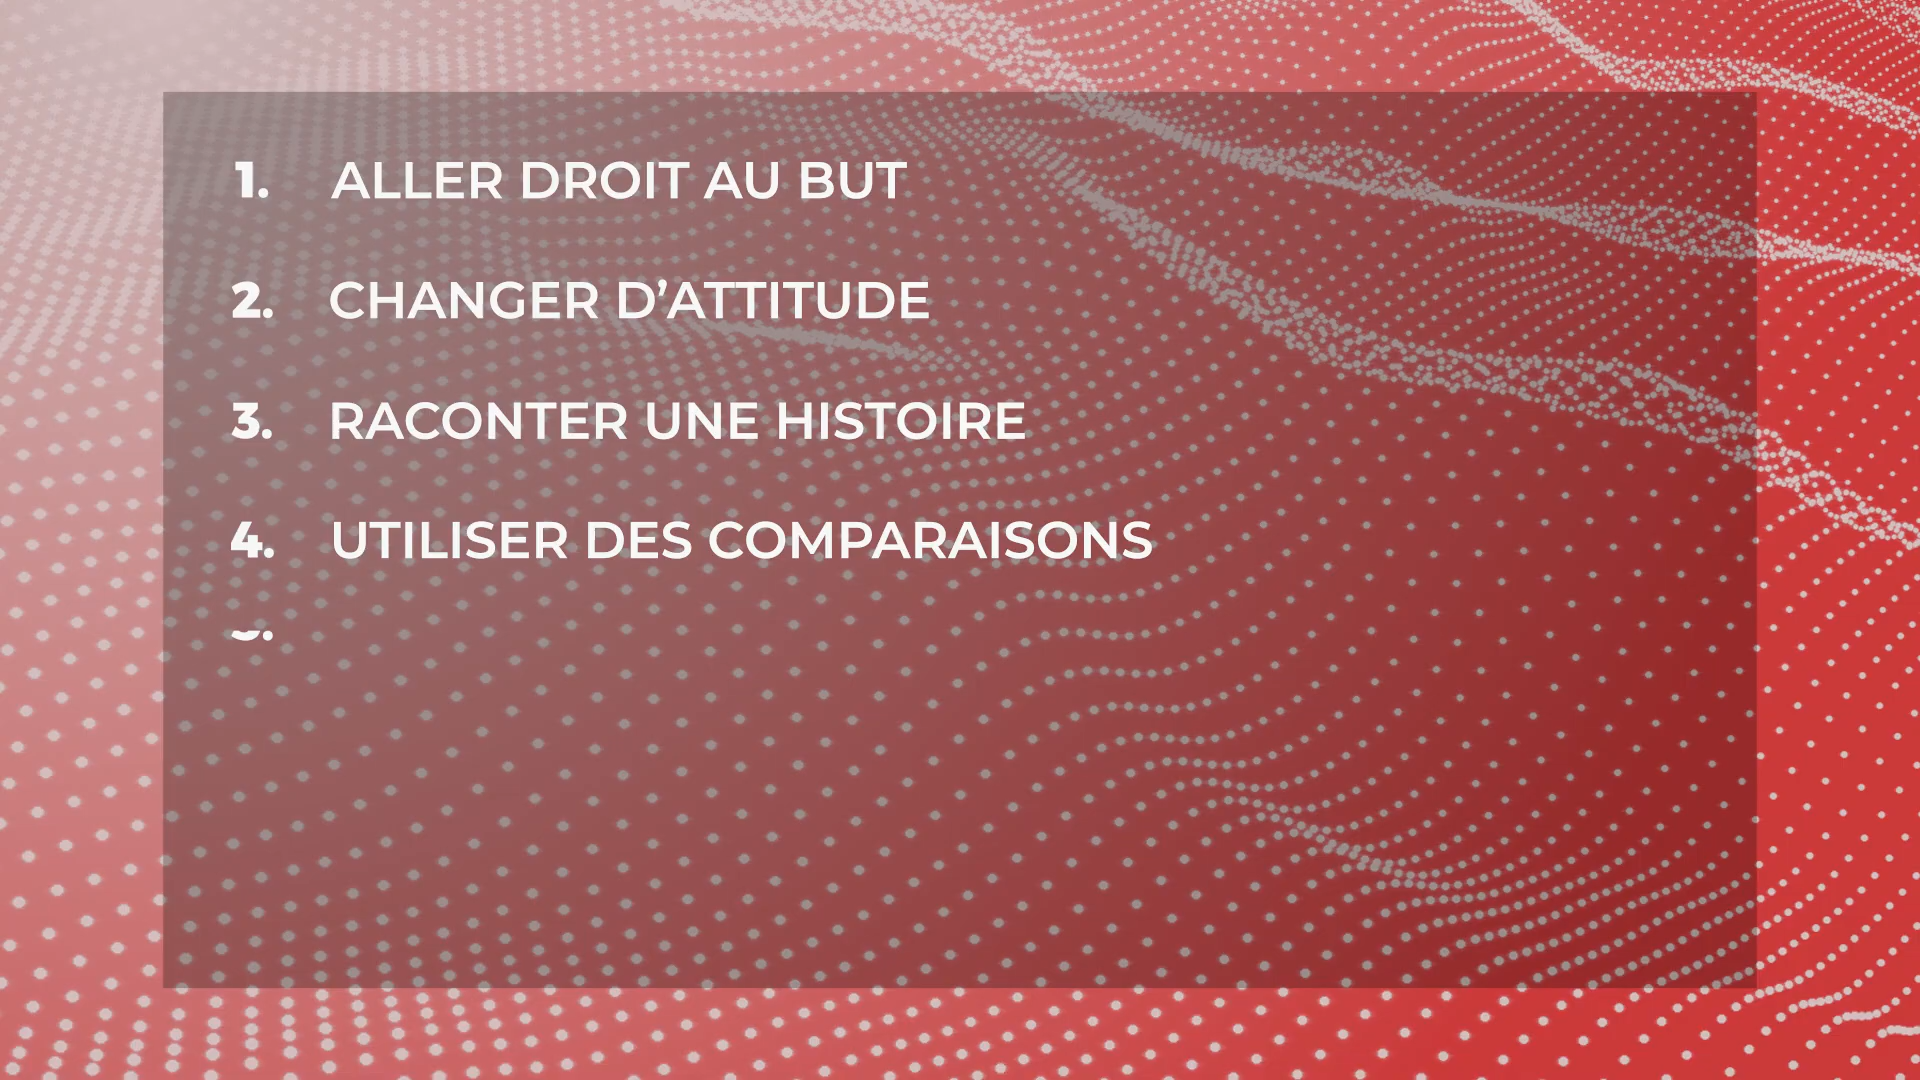 1. ALLER DROIT AU BUT
2. CHANGER D’ATTITUDE
3. RACONTER UNE HISTOIRE
4. UTILISER DES COMPARAISONS